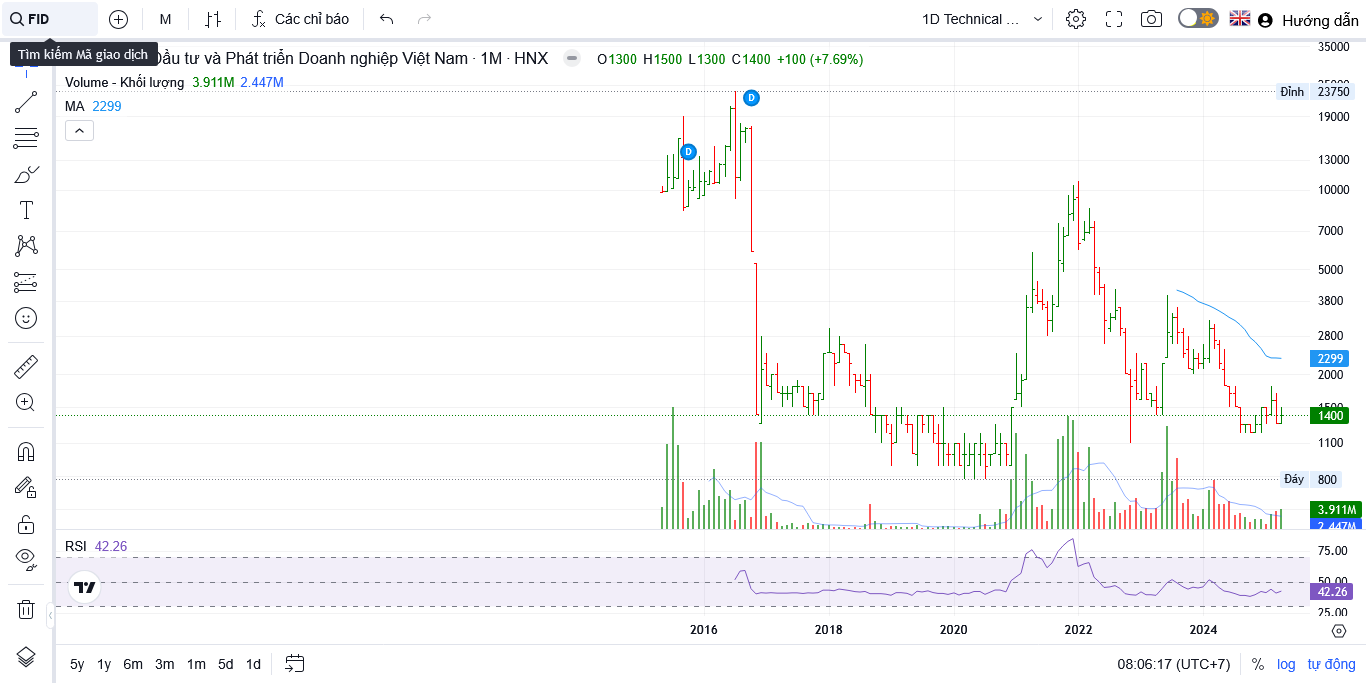 FID M Các chỉ báo 1D Technical ... Hướng dẫn
Tìm kiếm Mã giao dịch
Đầu tư và Phát triển Doanh nghiệp Việt Nam · 1M · HNX O1300 H1500 L1300 C1400 +100 (+7.69%)
Volume - Khối lượng 3.911M 2.447M
MA 2299
D
D
35000
25000
Đỉnh 23750
19000
13000
10000
7000
5000
3800
2800
2299
2000
1500
1400
1100
Đáy 800
3.911M
2.447M
RSI 42.26
75.00
50.00
42.26
25.00
2016 2018 2020 2022 2024
5y 1y 6m 3m 1m 5d 1d 08:06:17 (UTC+7) % log tự động